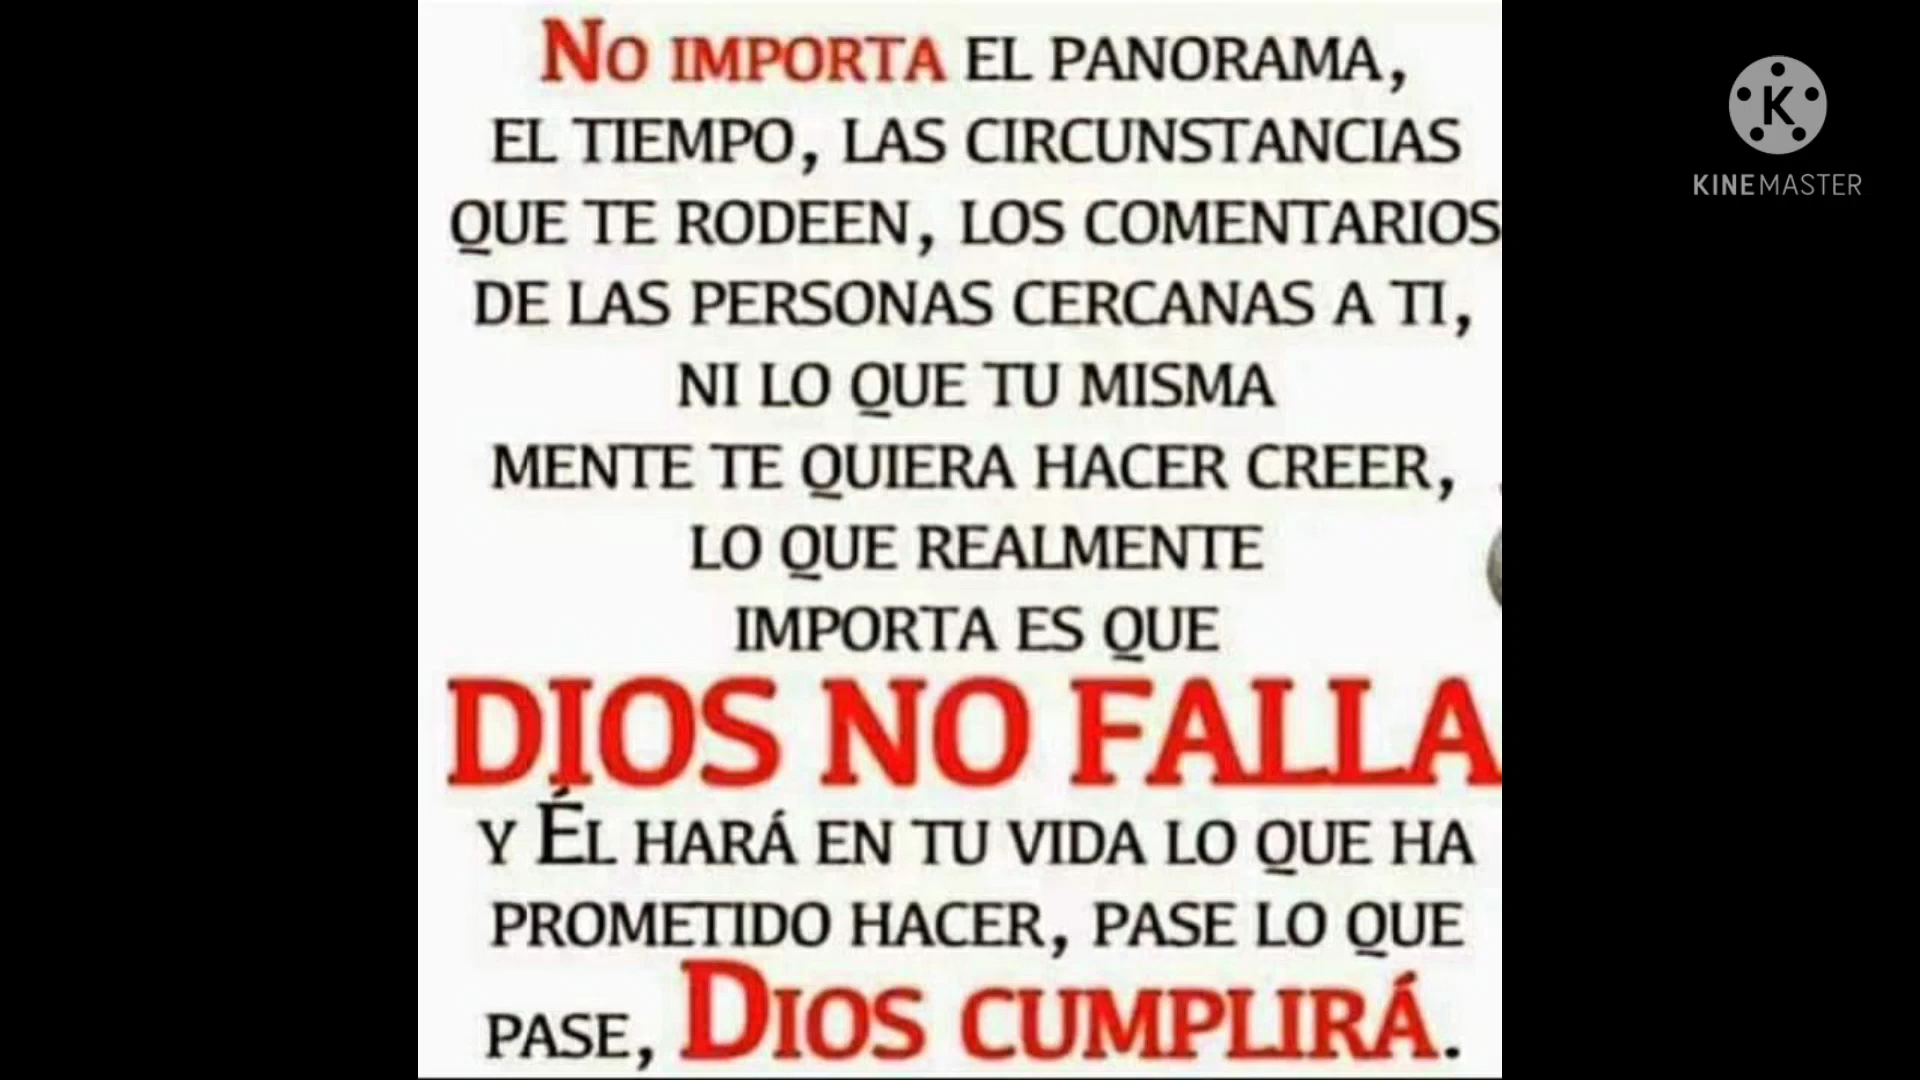 No importa el panorama,
el tiempo, las circunstancias
que te rodeen, los comentarios
de las personas cercanas a ti,
ni lo que tu misma
mente te quiera hacer creer,
lo que realmente
importa es que
DIOS NO FALLA
y Él hará en tu vida lo que ha
prometido hacer, pase lo que
pase, Dios cumplirá.
K
KINEMASTER